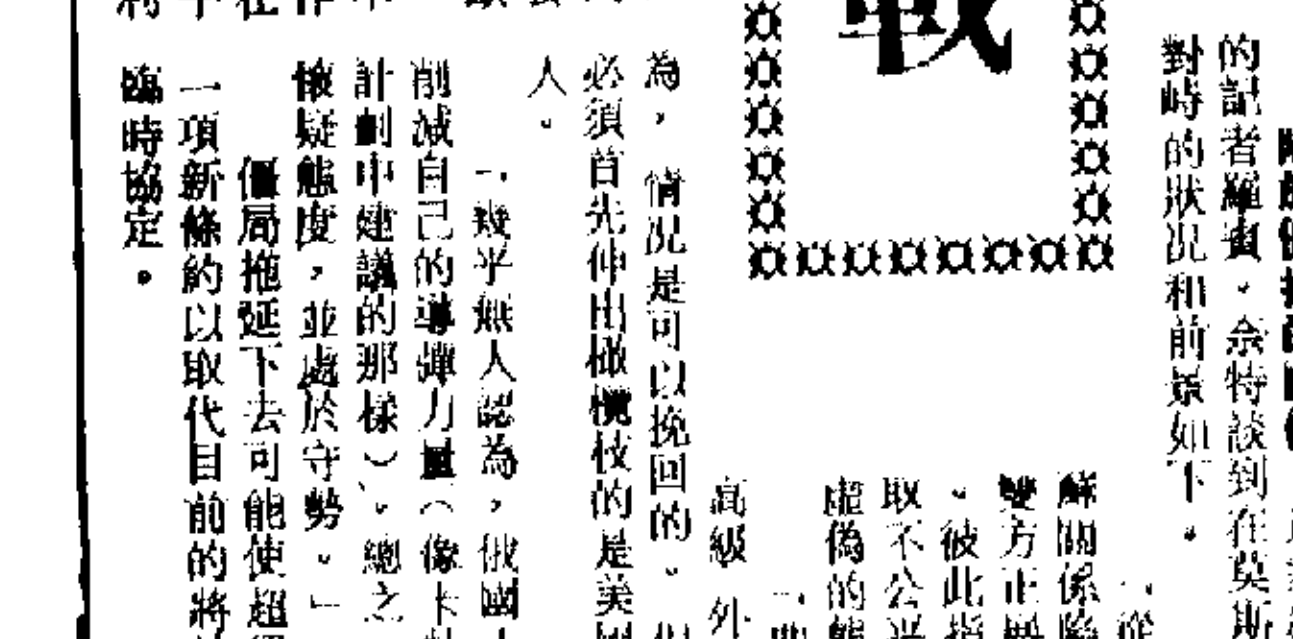 戰
的記者羅賓·奈特談到在莫斯
對峙的狀況和前景如下。
蘇關係
雙方正
。彼此指
取不公
虛偽的態
高級外
為，情況是可以挽回的。但
必須首先伸出橄欖枝的是美國
人。
「幾乎無人認為，俄國
削減自己的導彈力量（像卡
計劃中建議的那樣）。總之
懷疑態度，並處於守勢。」
僵局拖延下去可能使超
一項新條約以取代目前的將
臨時協定。